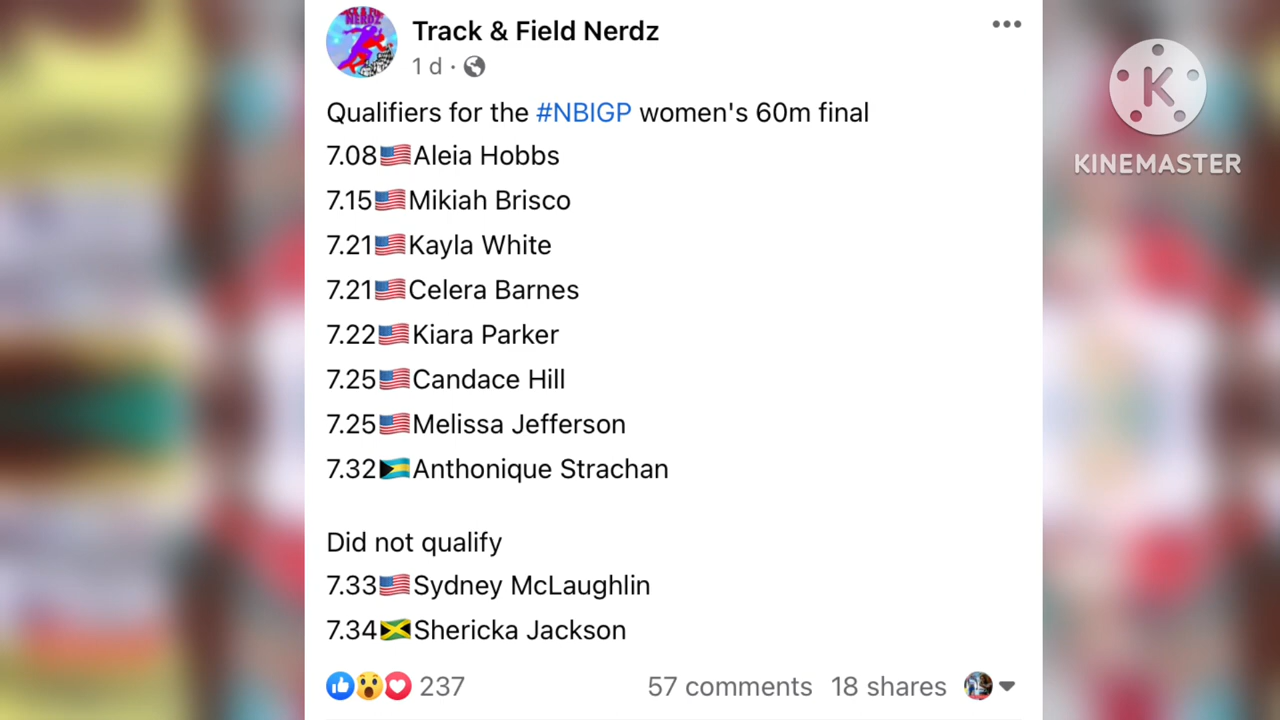 Track & Field Nerdz
1 d ·
Qualifiers for the #NBIGP women's 60m final
7.08🇺🇸Aleia Hobbs
7.15🇺🇸Mikiah Brisco
7.21🇺🇸Kayla White
7.21🇺🇸Celera Barnes
7.22🇺🇸Kiara Parker
7.25🇺🇸Candace Hill
7.25🇺🇸Melissa Jefferson
7.32🇧🇸Anthonique Strachan
Did not qualify
7.33🇺🇸Sydney McLaughlin
7.34🇯🇲Shericka Jackson
237 57 comments 18 shares
K
KINEMASTER